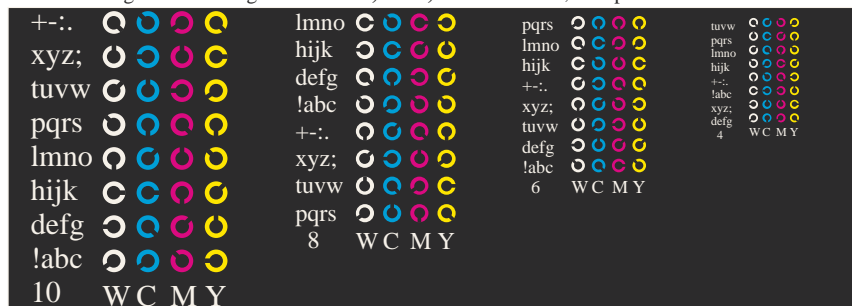 +-:.
xyz;
tuvw
pqrs
lmno
hijk
defg
!abc
10 W C M Y
lmno
hijk
defg
!abc
+-:.
xyz;
tuvw
pqrs
8 W C M Y
pqrs
lmno
hijk
+-:.
xyz;
tuvw
defg
!abc
6 W C M Y
tuvw
pqrs
lmno
hijk
+-:.
!abc
xyz;
defg
4 W C M Y